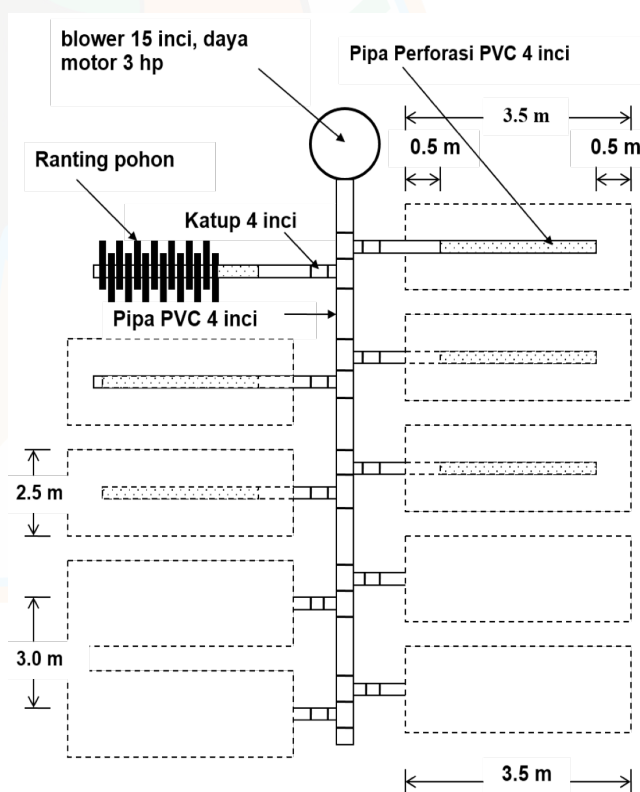 blower 15 inci, daya
motor 3 hp
Pipa Perforasi PVC 4 inci
3.5 m
0.5 m
0.5 m
Ranting pohon
Katup 4 inci
Pipa PVC 4 inci
2.5 m
3.0 m
3.5 m